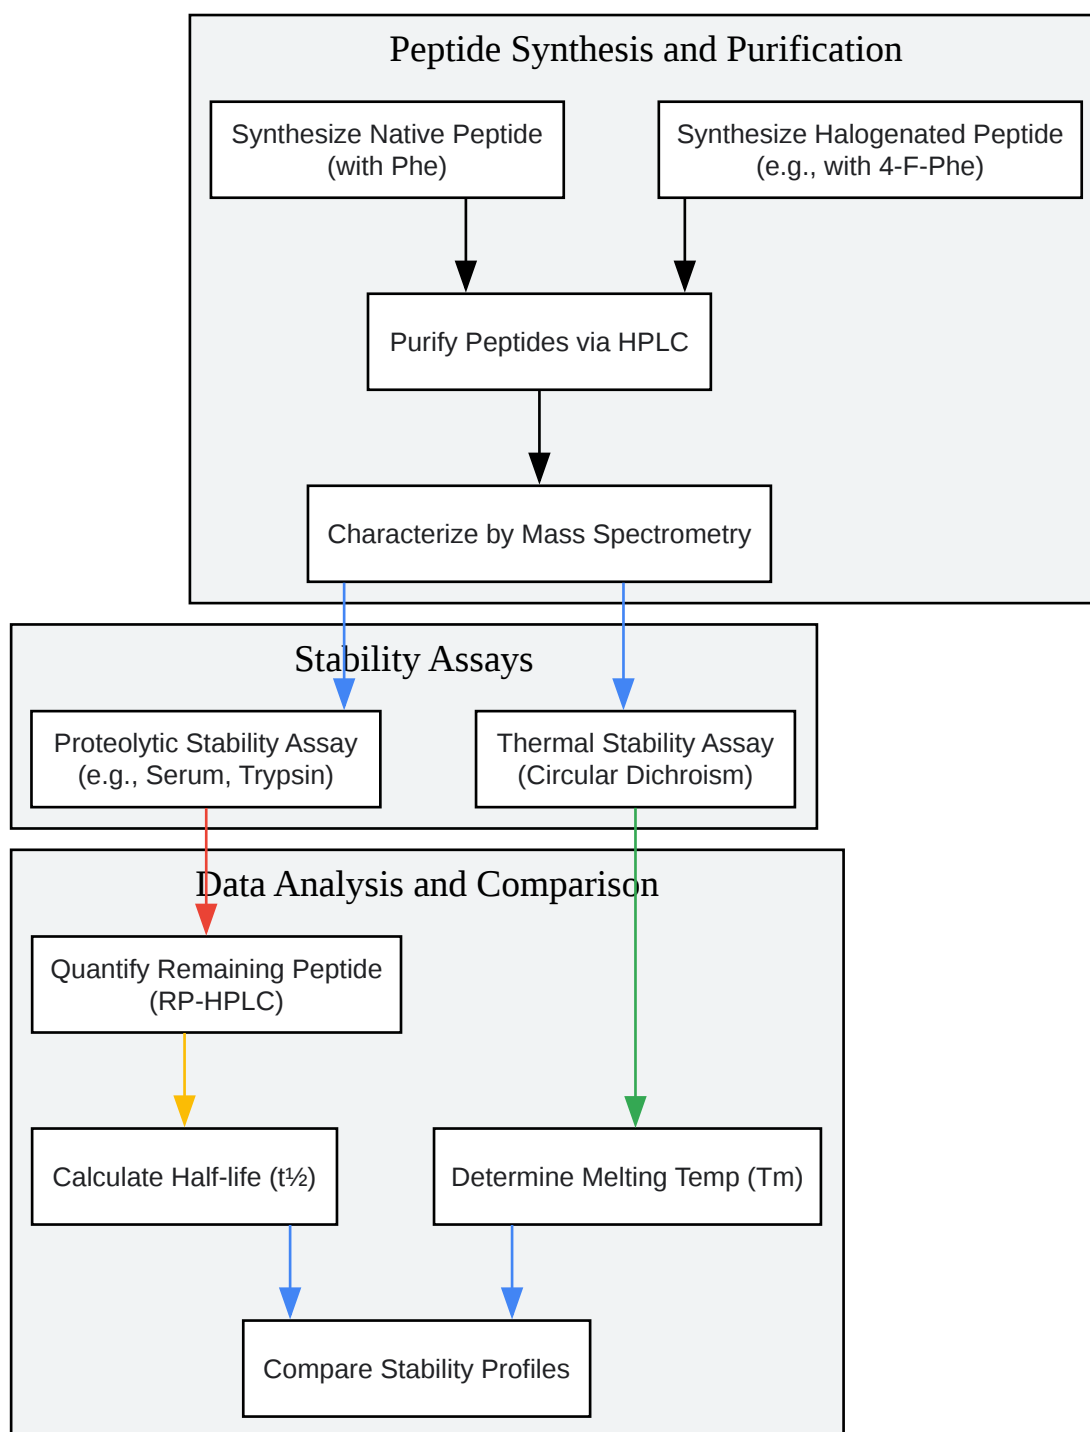 Peptide Synthesis and Purification
Synthesize Native Peptide
(with Phe)
Synthesize Halogenated Peptide
(e.g., with 4-F-Phe)
Purify Peptides via HPLC
Characterize by Mass Spectrometry
Stability Assays
Proteolytic Stability Assay
(e.g., Serum, Trypsin)
Thermal Stability Assay
(Circular Dichroism)
Data Analysis and Comparison
Quantify Remaining Peptide
(RP-HPLC)
Calculate Half-life (t½)
Determine Melting Temp (Tm)
Compare Stability Profiles